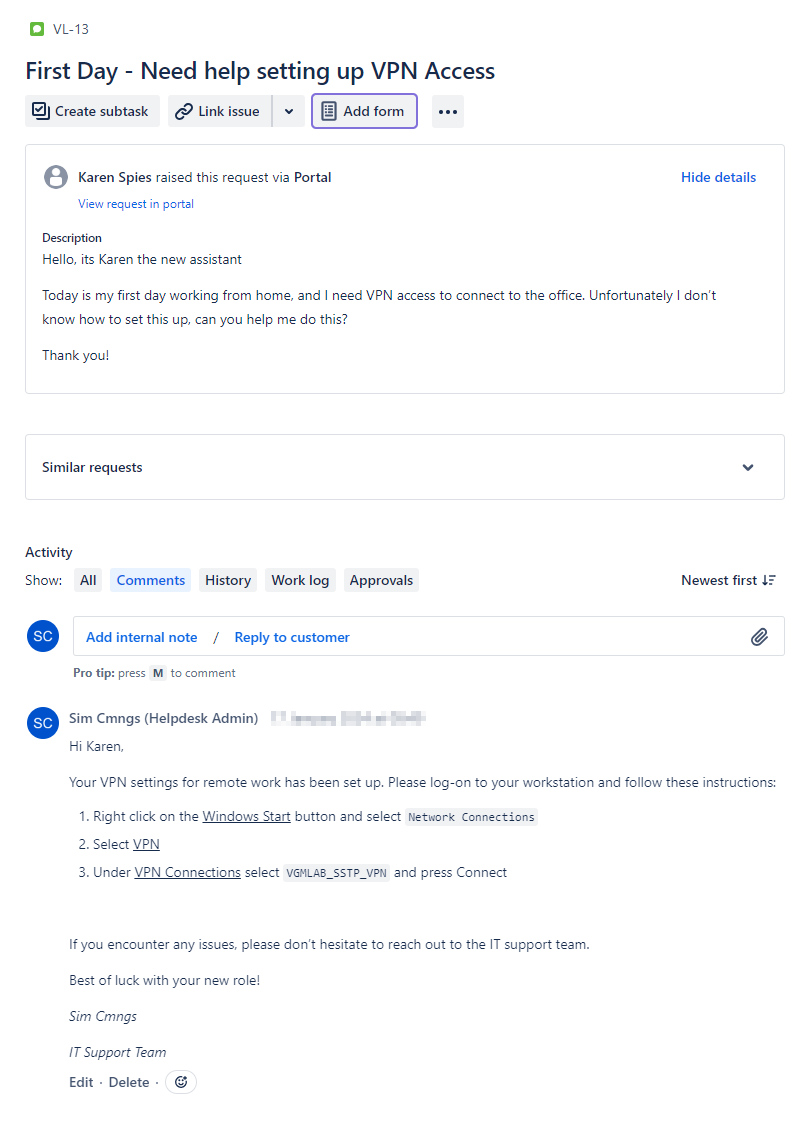 VL-13
First Day - Need help setting up VPN Access
Create subtask Link issue Add form
Karen Spies raised this request via Portal Hide details
View request in portal
Description
Hello, its Karen the new assistant
Today is my first day working from home, and I need VPN access to connect to the office. Unfortunately I don't
know how to set this up, can you help me do this?
Thank you!
Similar requests
Activity
Show: All Comments History Work log Approvals Newest first
SC Add internal note / Reply to customer
Pro tip: press M to comment
SC Sim Cmngs (Helpdesk Admin)
Hi Karen,
Your VPN settings for remote work has been set up. Please log-on to your workstation and follow these instructions:
1. Right click on the Windows Start button and select Network Connections
2. Select VPN
3. Under VPN Connections select VGMLAB_SSTP_VPN and press Connect
If you encounter any issues, please don't hesitate to reach out to the IT support team.
Best of luck with your new role!
Sim Cmngs
IT Support Team
Edit · Delete ·